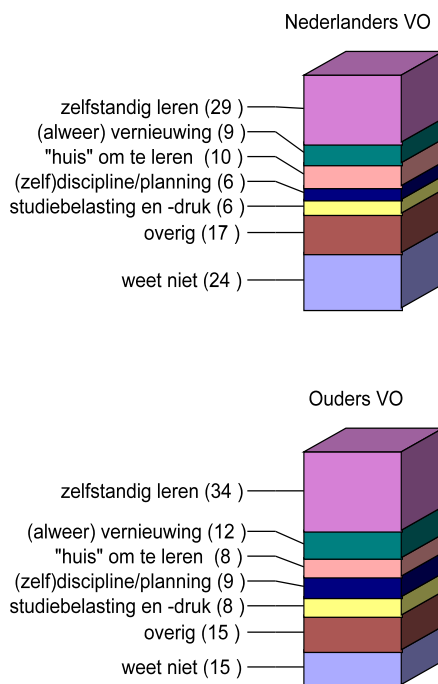 Nederlanders VO
zelfstandig leren (29 )
(alweer) vernieuwing (9 )
"huis" om te leren  (10 )
(zelf)discipline/planning (6 )
studiebelasting en -druk (6 )
overig (17 )
weet niet (24 )
Ouders VO
zelfstandig leren (34 )
(alweer) vernieuwing (12 )
"huis" om te leren  (8 )
(zelf)discipline/planning (9 )
studiebelasting en -druk (8 )
overig (15 )
weet niet (15 )